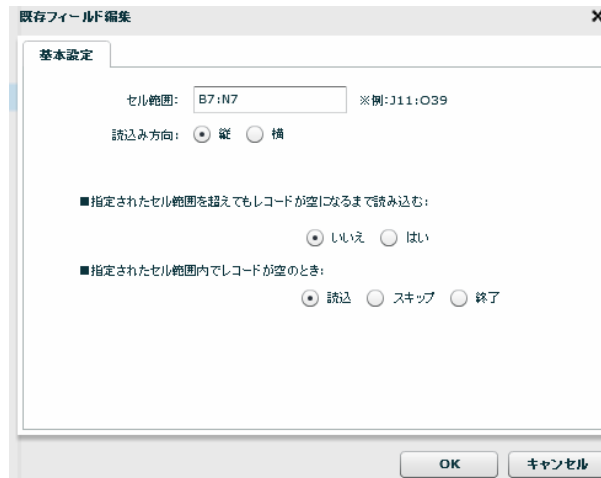 既存フィールド編集
基本設定
セル範囲: B7:N7 ※例:J11:O39
読込み方向: 縦 横
■指定されたセル範囲を超えてもレコードが空になるまで読み込む:
いいえ はい
■指定されたセル範囲内でレコードが空のとき:
読込 スキップ 終了
OK キャンセル